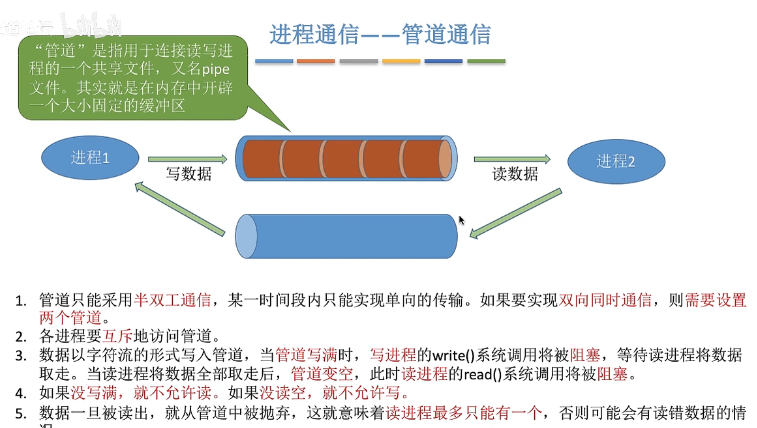 进程通信——管道通信
“管道”是指用于连接读写进
程的一个共享文件，又名pipe
文件。其实就是在内存中开辟
一个大小固定的缓冲区
进程1
写数据
读数据
进程2
1. 管道只能采用半双工通信，某一时间段内只能实现单向的传输。如果要实现双向同时通信，则需要设置
两个管道。
2. 各进程要互斥地访问管道。
3. 数据以字符流的形式写入管道，当管道写满时，写进程的write()系统调用将被阻塞，等待读进程将数据
取走。当读进程将数据全部取走后，管道变空，此时读进程的read()系统调用将被阻塞。
4. 如果没写满，就不允许读。如果没读空，就不允许写。
5. 数据一旦被读出，就从管道中被抛弃，这就意味着读进程最多只能有一个，否则可能会有读错数据的情